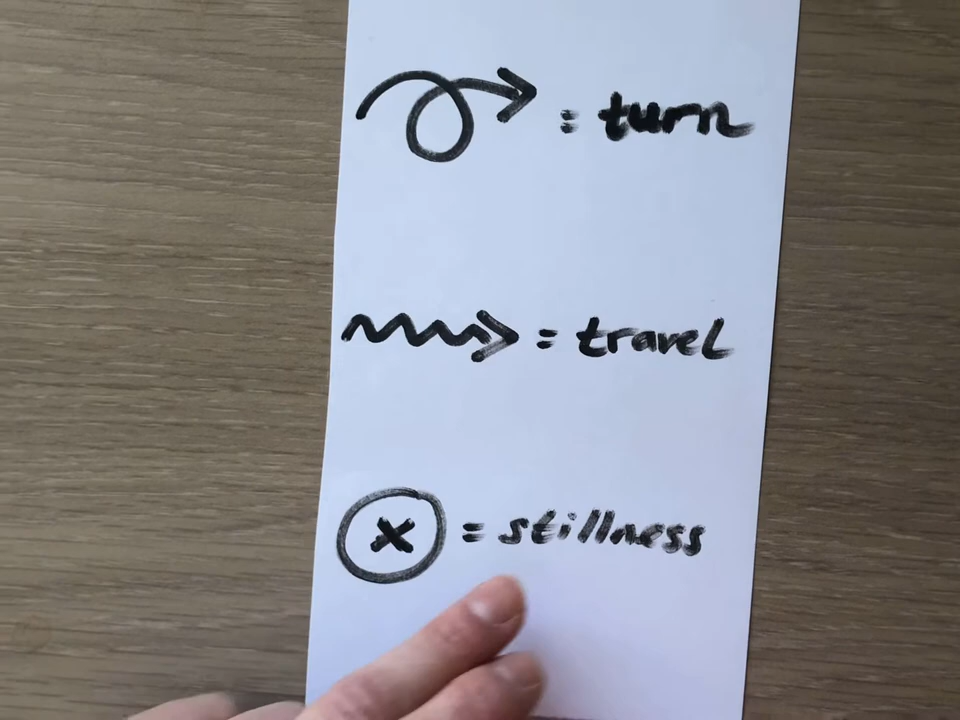 = turn
= travel
x = stillness